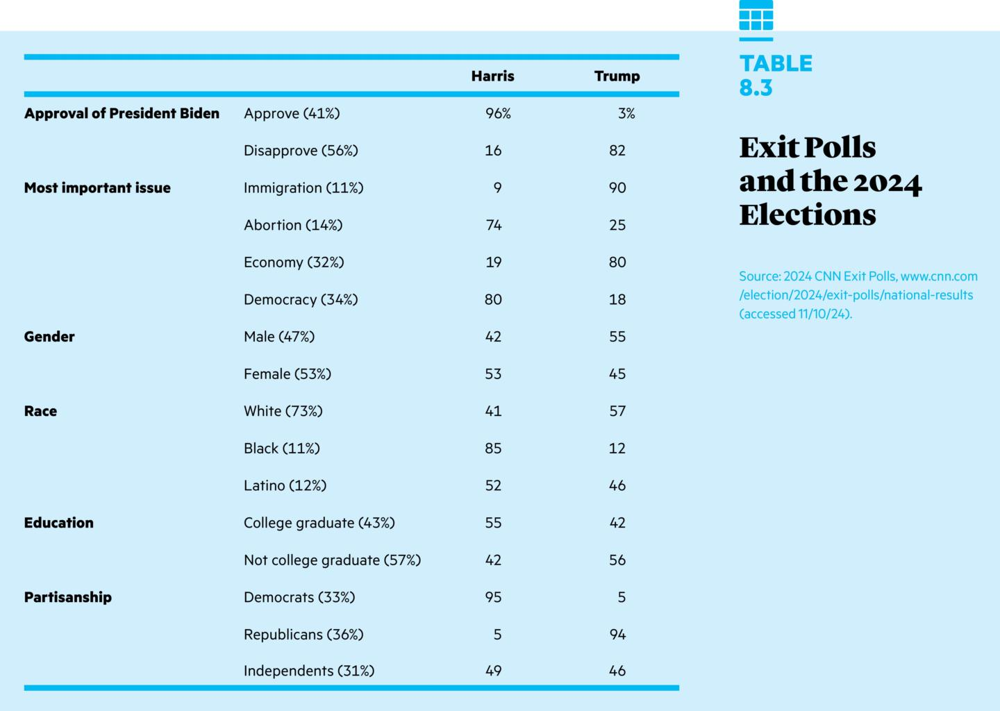 Harris Trump
Approval of President Biden Approve (41%) 96% 3%
Disapprove (56%) 16 82
Most important issue Immigration (11%) 9 90
Abortion (14%) 74 25
Economy (32%) 19 80
Democracy (34%) 80 18
Gender Male (47%) 42 55
Female (53%) 53 45
Race White (73%) 41 57
Black (11%) 85 12
Latino (12%) 52 46
Education College graduate (43%) 55 42
Not college graduate (57%) 42 56
Partisanship Democrats (33%) 95 5
Republicans (36%) 5 94
Independents (31%) 49 46
TABLE
8.3
Exit Polls
and the 2024
Elections
Source: 2024 CNN Exit Polls, www.cnn.com
/election/2024/exit-polls/national-results
(accessed 11/10/24).